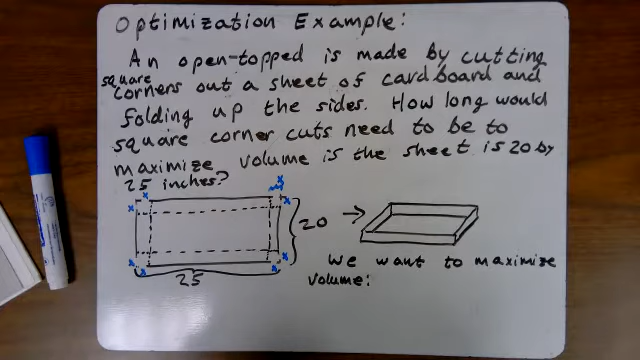 Optimization Example:
An open-topped is made by cutting
square
corners out a sheet of cardboard and
folding up the sides. How long would
square corner cuts need to be to
maximize volume is the sheet is 20 by
25 inches?
x
x
x
x
x
x
x
x
20
25
We want to maximize
volume: